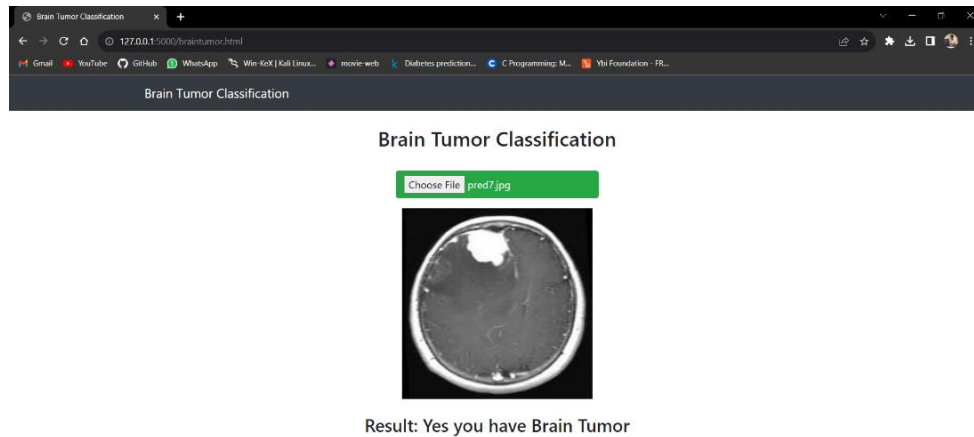 Brain Tumor Classification
127.0.0.1:5000/braintumor.html
Gmail YouTube GitHub WhatsApp Win-KeX | Kali Linux... movie-web Diabetes prediction... C Programming: M... Ybi Foundation - FR...
Brain Tumor Classification
Brain Tumor Classification
Choose File pred7.jpg
Result: Yes you have Brain Tumor